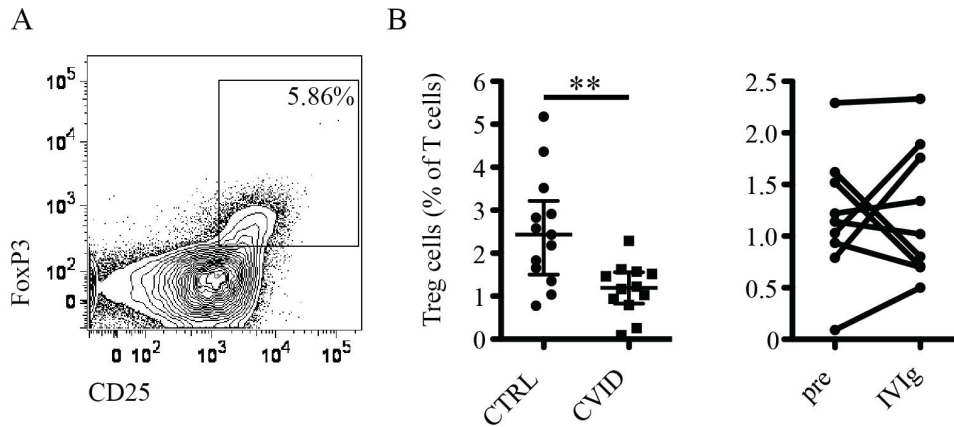 A
B
5.86%
10⁵
10⁴
10³
10²
0
FoxP3
0 10² 10³ 10⁴ 10⁵
CD25
**
6
5
4
3
2
1
0
Treg cells (% of T cells)
CTRL
CVID
2.5
2.0
1.5
1.0
0.5
0.0
pre
IVIg